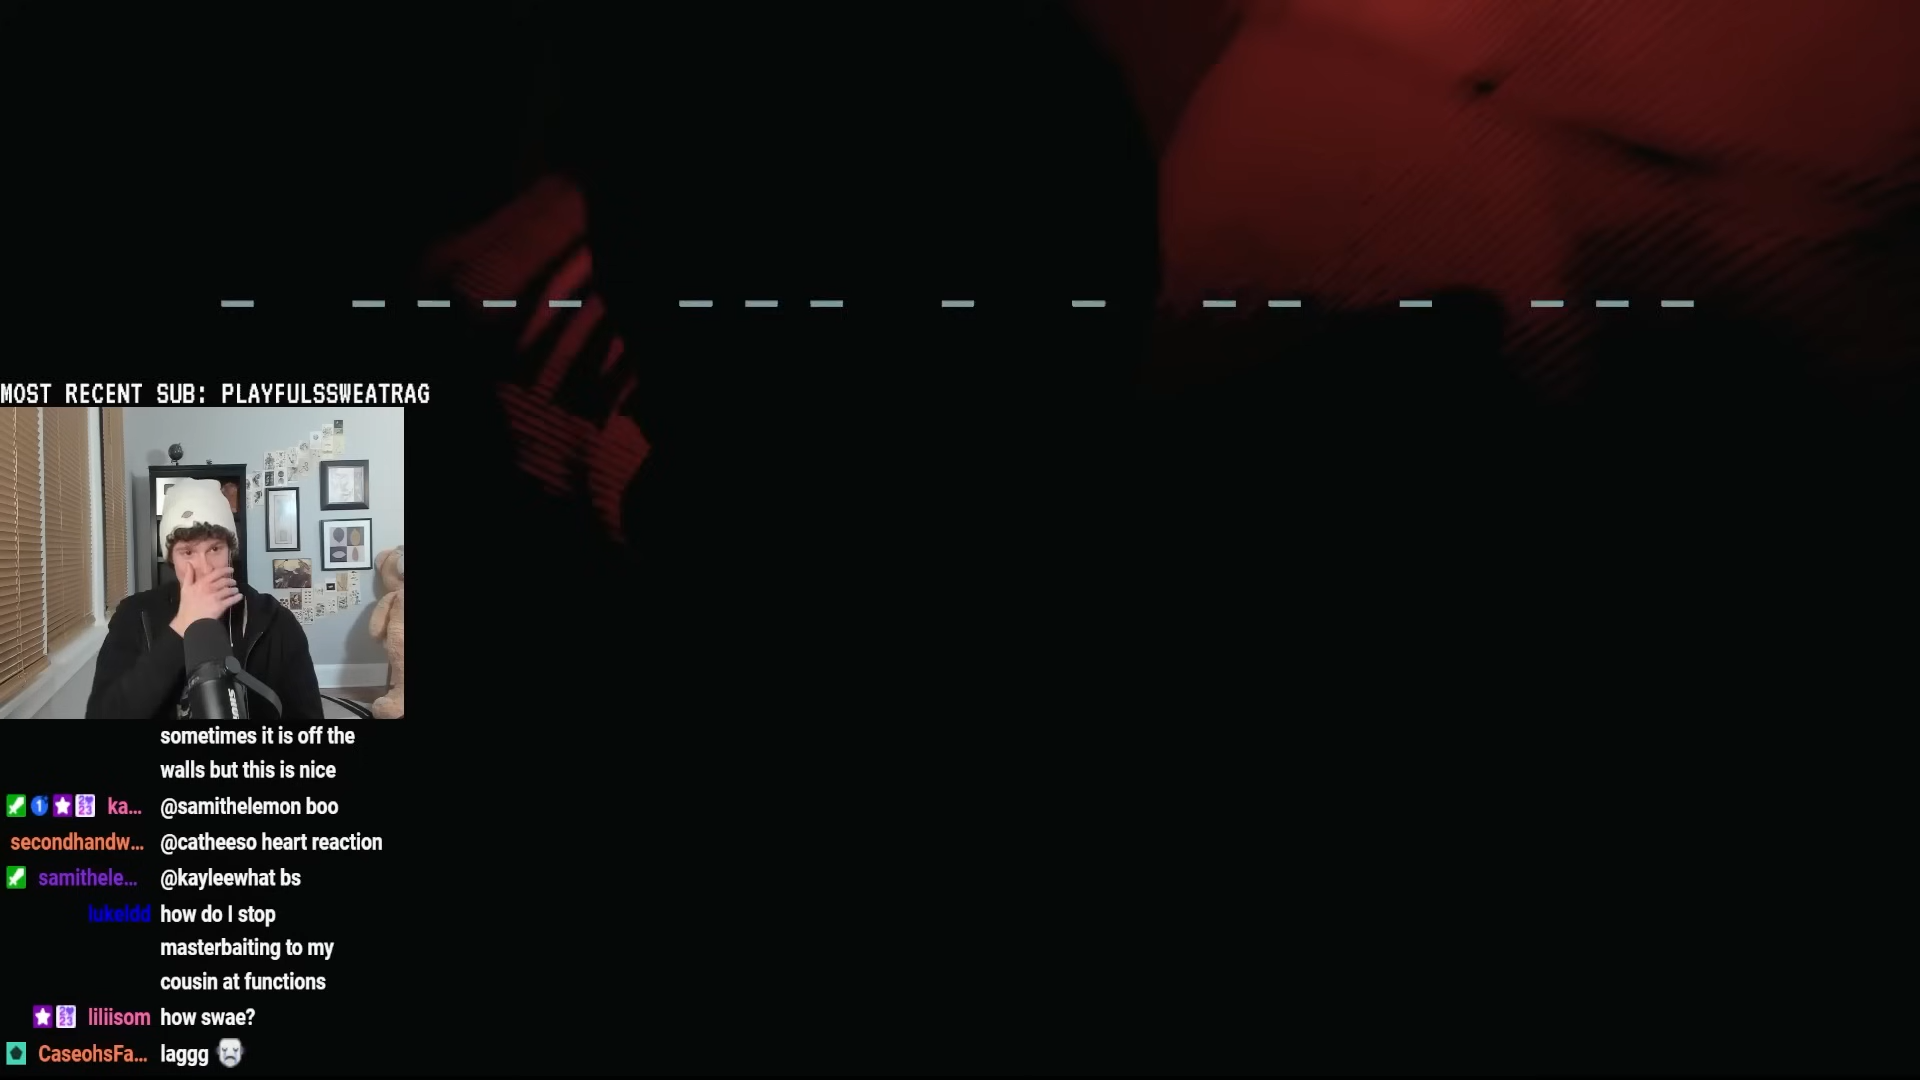 MOST RECENT SUB: PLAYFULSSWEATRAG
sometimes it is off the
walls but this is nice
ka... @samithelemon boo
secondhandw... @catheeso heart reaction
samithele... @kayleewhat bs
lukeldd how do I stop
masterbaiting to my
cousin at functions
liliisom how swae?
CaseohsFa... laggg